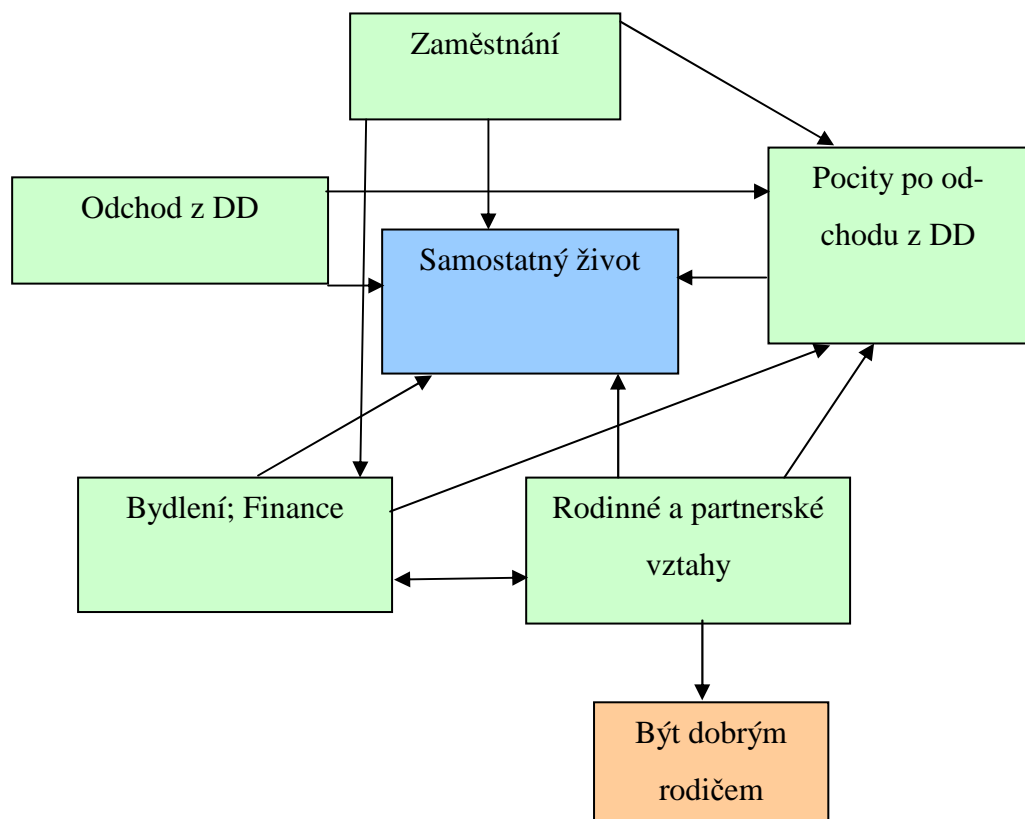 Zaměstnání
Odchod z DD
Pocity po od-
chodu z DD
Samostatný život
Bydlení; Finance
Rodinné a partnerské
vztahy
Být dobrým
rodičem